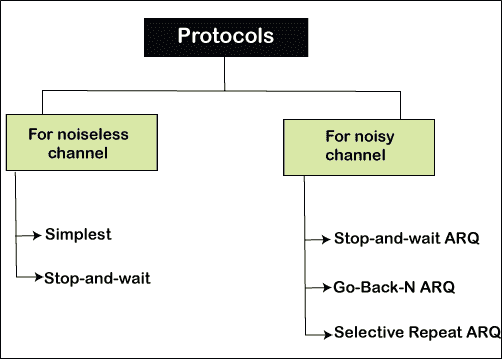 Protocols
For noiseless
channel
Simplest
Stop-and-wait
For noisy
channel
Stop-and-wait ARQ
Go-Back-N ARQ
Selective Repeat ARQ